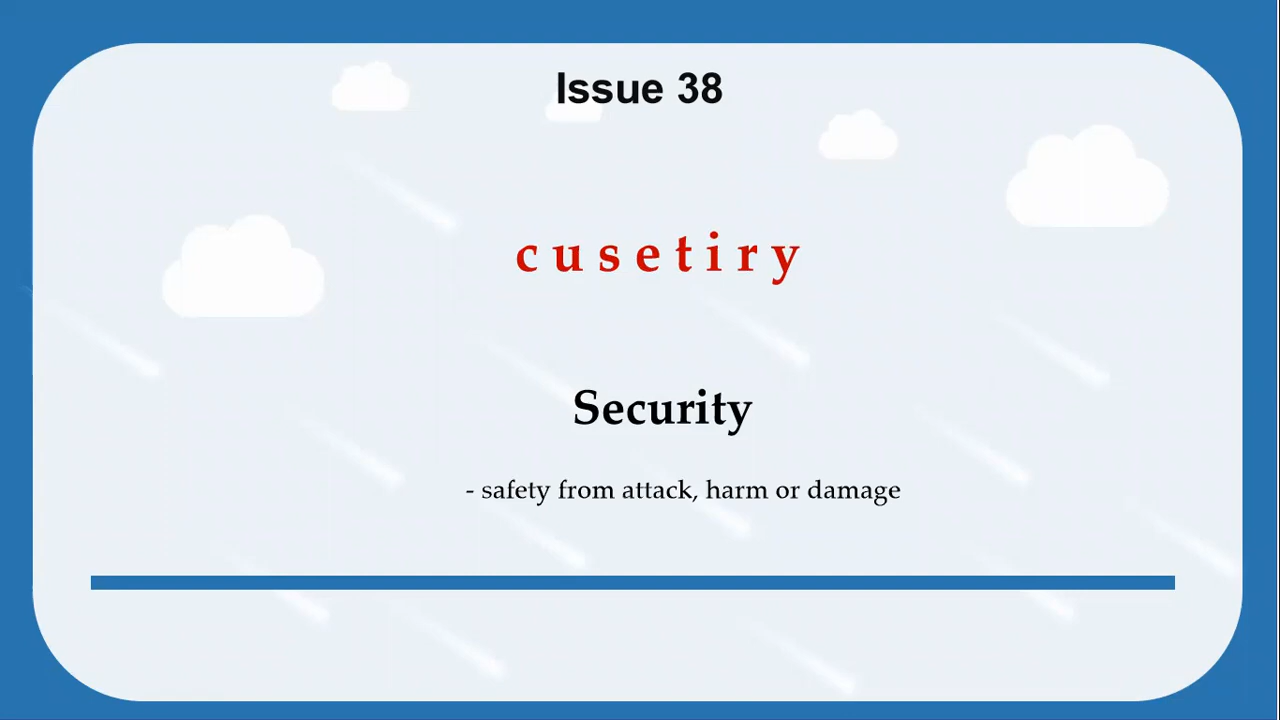 Issue 38
c u s e t i r y
Security
- safety from attack, harm or damage